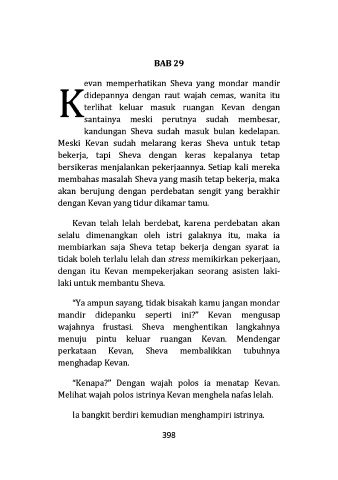 BAB 29
Kevan memperhatikan Sheva yang mondar mandir
didepannya dengan raut wajah cemas, wanita itu
terlihat keluar masuk ruangan Kevan dengan
santainya meski perutnya sudah membesar,
kandungan Sheva sudah masuk bulan kedelapan.
Meski Kevan sudah melarang keras Sheva untuk tetap
bekerja, tapi Sheva dengan keras kepalanya tetap
bersikeras menjalankan pekerjaannya. Setiap kali mereka
membahas masalah Sheva yang masih tetap bekerja, maka
akan berujung dengan perdebatan sengit yang berakhir
dengan Kevan yang tidur dikamar tamu.
Kevan telah lelah berdebat, karena perdebatan akan
selalu dimenangkan oleh istri galaknya itu, maka ia
membiarkan saja Sheva tetap bekerja dengan syarat ia
tidak boleh terlalu lelah dan stress memikirkan pekerjaan,
dengan itu Kevan mempekerjakan seorang asisten laki-
laki untuk membantu Sheva.
“Ya ampun sayang, tidak bisakah kamu jangan mondar
mandir didepanku seperti ini?” Kevan mengusap
wajahnya frustasi. Sheva menghentikan langkahnya
menuju pintu keluar ruangan Kevan. Mendengar
perkataan Kevan, Sheva membalikkan tubuhnya
menghadap Kevan.
“Kenapa?” Dengan wajah polos ia menatap Kevan.
Melihat wajah polos istrinya Kevan menghela nafas lelah.
Ia bangkit berdiri kemudian menghampiri istrinya.
398